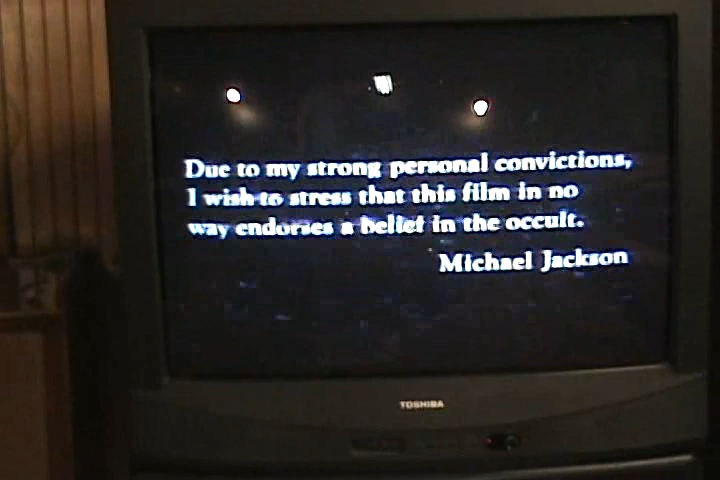 Due to my strong personal convictions,
I wish to stress that this film in no
way endorses a belief in the occult.
Michael Jackson
TOSHIBA